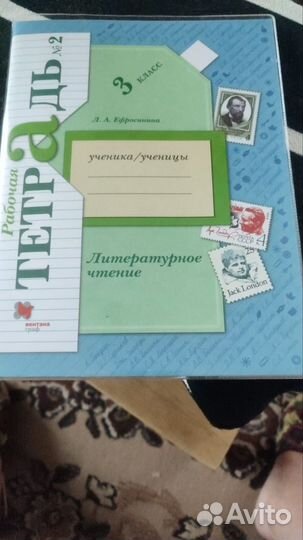 Рабочая
ТЕТРАДЬ №2
3 класс
Л. А. Ефросинина
ученика/ученицы
Литературное
чтение
вентана
граф
Jack London
Avito